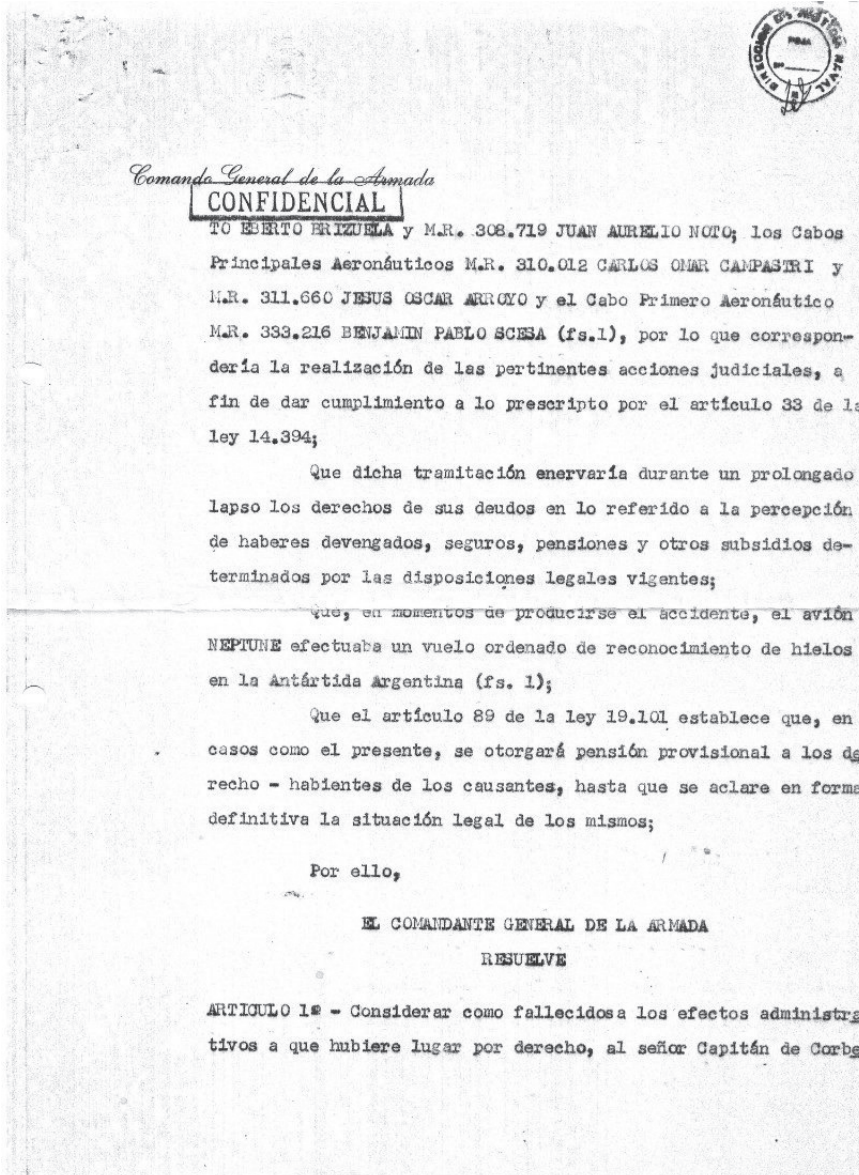 DIRECCION DE AVIACION NAVAL
FOJA
Nº
Comando General de la Armada
CONFIDENCIAL
TO EBERTO BRIZUELA y M.R. 308.719 JUAN AURELIO NOTO; los Cabos
Principales Aeronáuticos M.R. 310.012 CARLOS OMAR CAMPASTRI y
M.R. 311.660 JESUS OSCAR ARROYO y el Cabo Primero Aeronáutico
M.R. 333.216 BENJAMIN PABLO SCESA (fs.1), por lo que correspon-
dería la realización de las pertinentes acciones judiciales, a
fin de dar cumplimiento a lo prescripto por el artículo 33 de la
ley 14.394;
Que dicha tramitación enervaría durante un prolongado
lapso los derechos de sus deudos en lo referido a la percepción
de haberes devengados, seguros, pensiones y otros subsidios de-
terminados por las disposiciones legales vigentes;
Que, en momentos de producirse el accidente, el avión
NEPTUNE efectuaba un vuelo ordenado de reconocimiento de hielos
en la Antártida Argentina (fs. 1);
Que el artículo 89 de la ley 19.101 establece que, en
casos como el presente, se otorgará pensión provisional a los de
recho - habientes de los causantes, hasta que se aclare en forma
definitiva la situación legal de los mismos;
Por ello,
EL COMANDANTE GENERAL DE LA ARMADA
RESUELVE
ARTICULO 1º - Considerar como fallecidosa los efectos administra
tivos a que hubiere lugar por derecho, al señor Capitán de Corbe